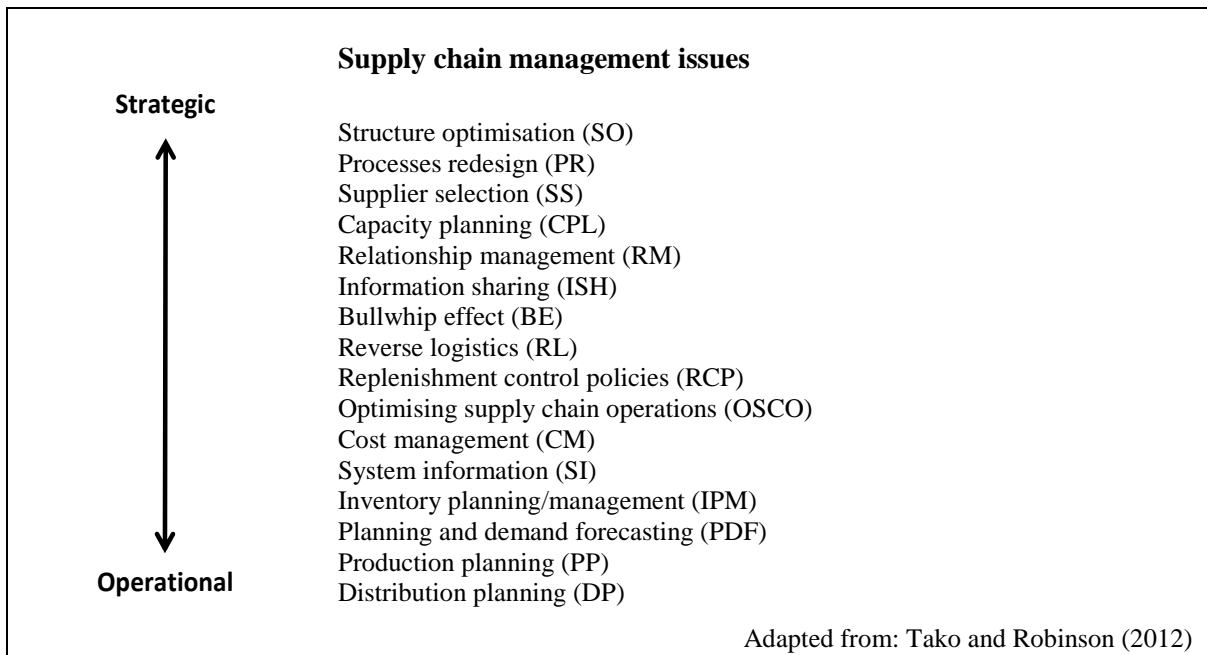 Supply chain management issues
Strategic
Structure optimisation (SO)
Processes redesign (PR)
Supplier selection (SS)
Capacity planning (CPL)
Relationship management (RM)
Information sharing (ISH)
Bullwhip effect (BE)
Reverse logistics (RL)
Replenishment control policies (RCP)
Optimising supply chain operations (OSCO)
Cost management (CM)
System information (SI)
Inventory planning/management (IPM)
Planning and demand forecasting (PDF)
Production planning (PP)
Operational
Distribution planning (DP)
Adapted from: Tako and Robinson (2012)